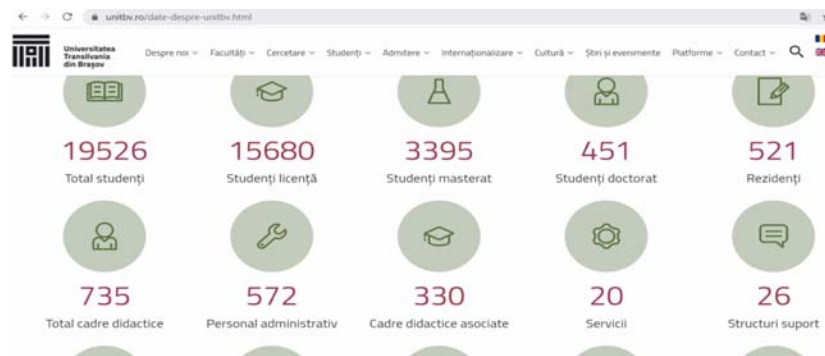 unitbv.ro/date-despre-unitbv.html
Universitatea
Transilvania
din Brașov
Despre noi Facultăți Cercetare Studenți Admitere Internaționalizare Cultură Știri și evenimente Platforme Contact
19526 15680 3395 451 521
Total studenți Studenți licență Studenți masterat Studenți doctorat Rezidenți
735 572 330 20 26
Total cadre didactice Personal administrativ Cadre didactice asociate Servicii Structuri suport